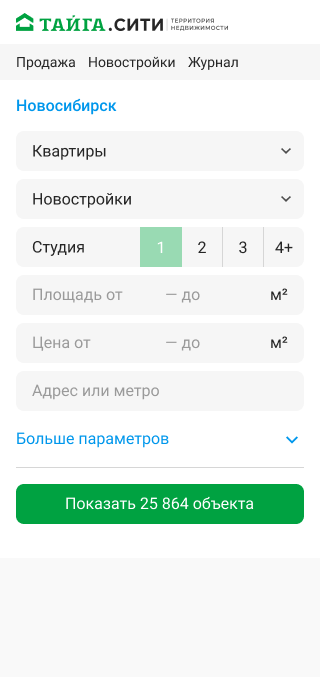 ТАЙГА.СИТИ ТЕРРИТОРИЯ НЕДВИЖИМОСТИ
Продажа Новостройки Журнал
Новосибирск
Квартиры
Новостройки
Студия 1 2 3 4+
Площадь от — до м²
Цена от — до м²
Адрес или метро
Больше параметров
Показать 25 864 объекта